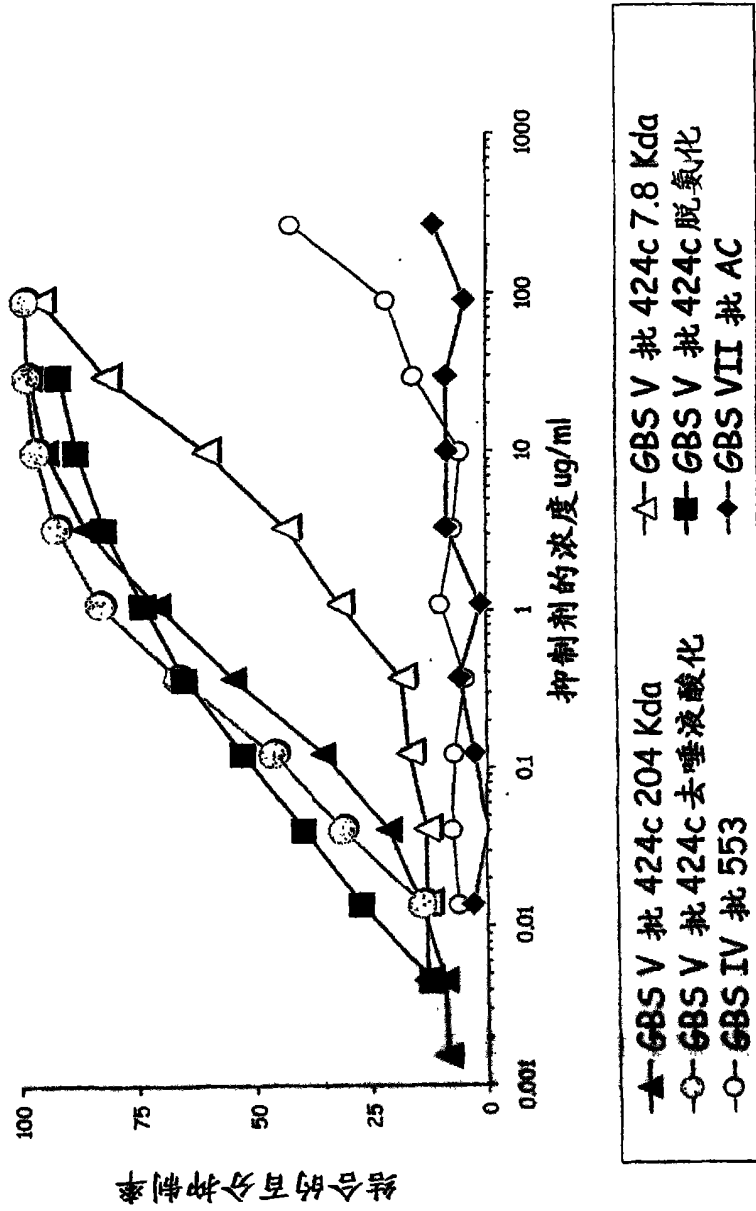 结合的百分抑制率
100
75
50
25
0
0.001
0.01
0.1
1
10
100
1000
抑制剂的浓度 ug/ml
GBS V 批 424c 204 Kda
GBS V 批 424c 7.8 Kda
GBS V 批 424c 去唾液酸化
GBS V 批 424c 脱氨化
GBS IV 批 553
GBS VII 批 AC